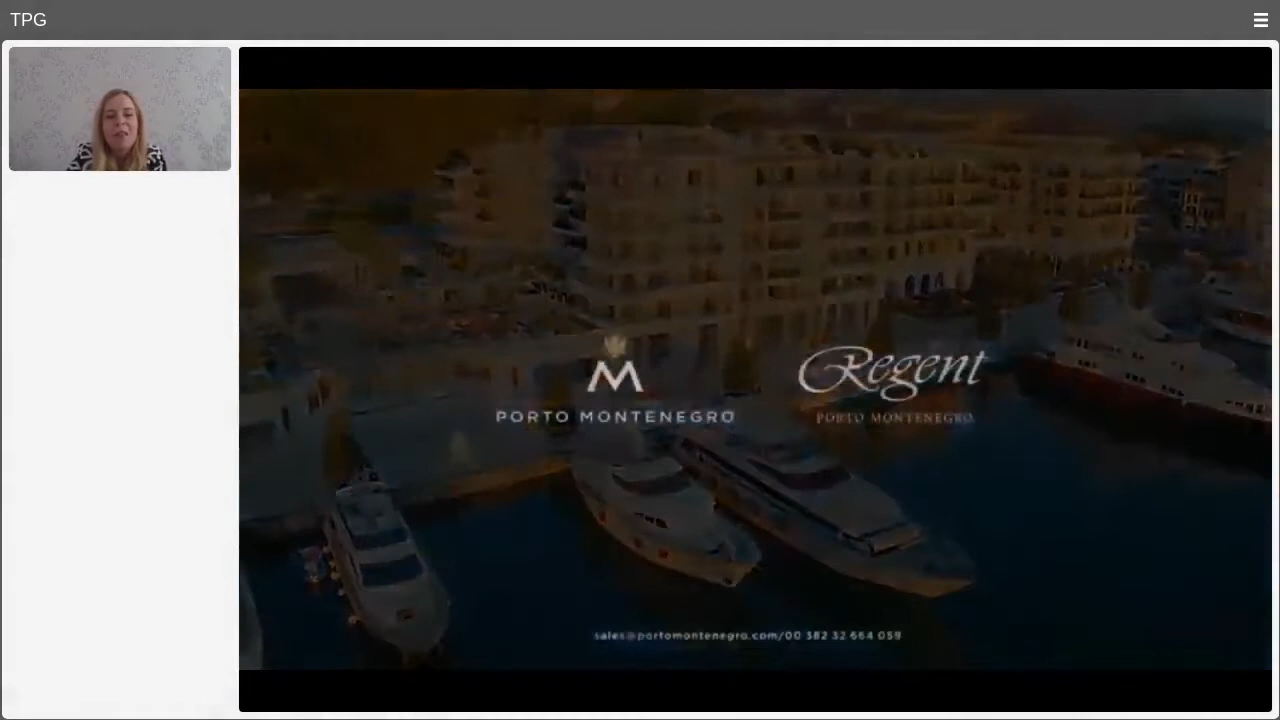 TPG
M
PORTO MONTENEGRO
Regent
PORTO MONTENEGRO
sales@portomontenegro.com/00 382 32 664 059